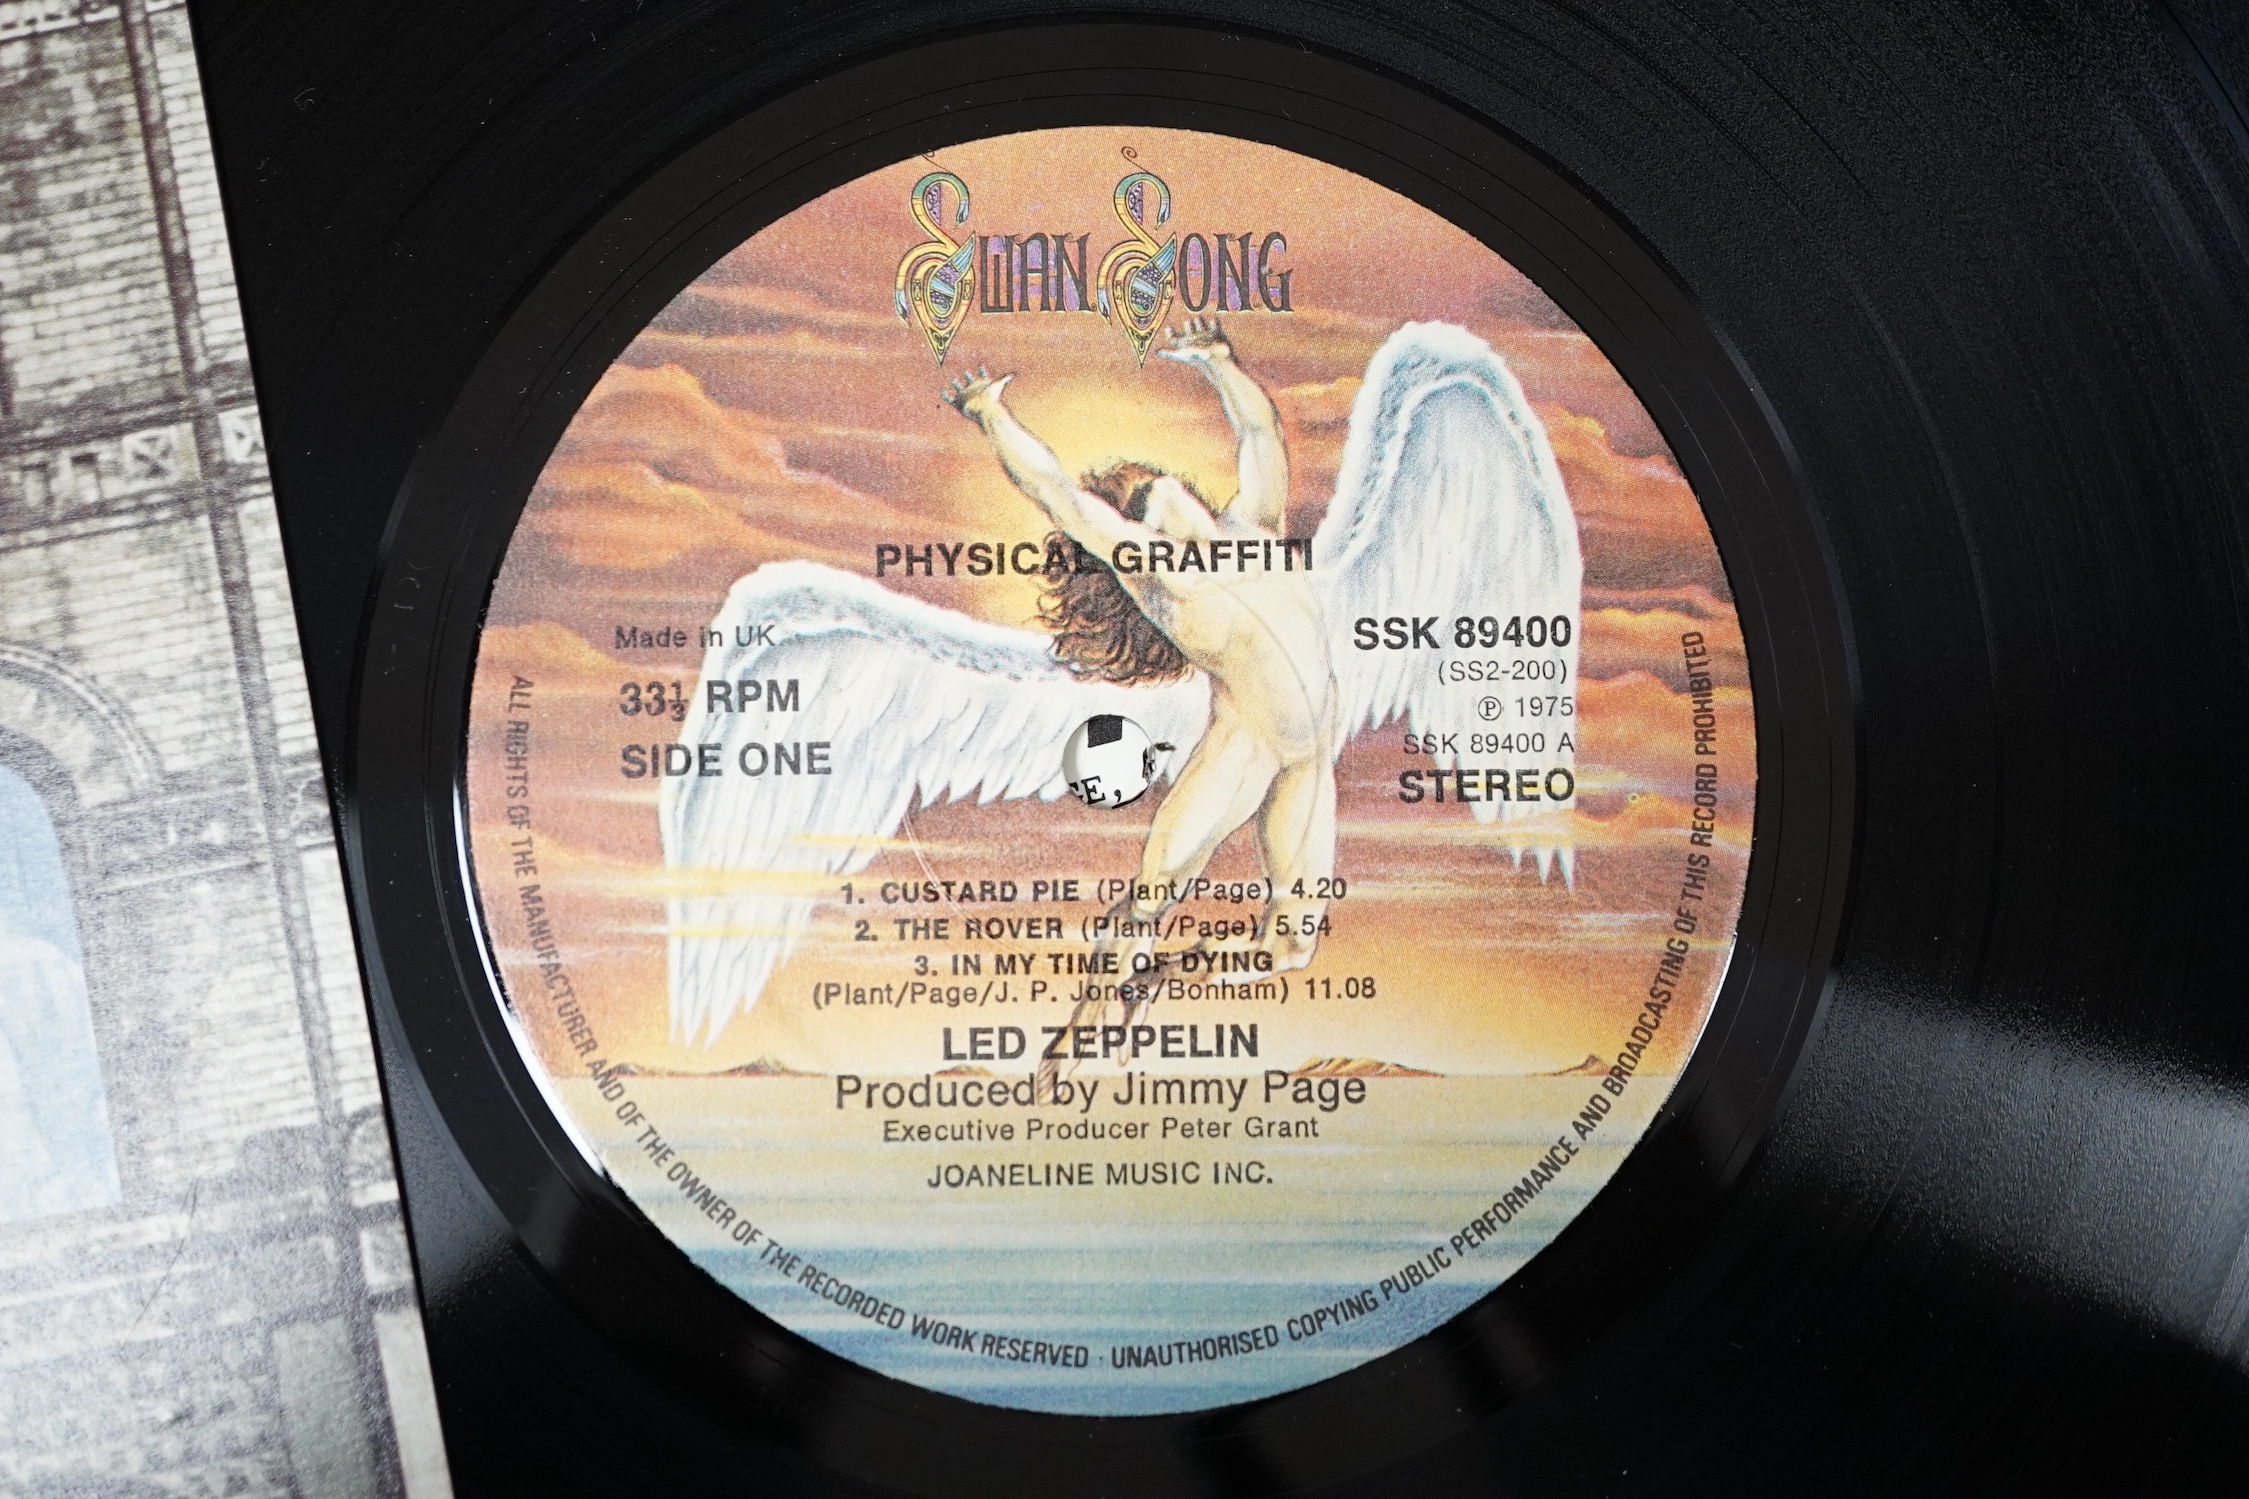 SWAN SONG
PHYSICAL GRAFFITI
Made in UK
33⅓ RPM
SIDE ONE
SSK 89400
(SS2-200)
℗ 1975
SSK 89400 A
STEREO
1. CUSTARD PIE (Plant/Page) 4.20
2. THE ROVER (Plant/Page) 5.54
3. IN MY TIME OF DYING
(Plant/Page/J. P. Jones/Bonham) 11.08
LED ZEPPELIN
Produced by Jimmy Page
Executive Producer Peter Grant
JOANELINE MUSIC INC.
ALL RIGHTS OF THE MANUFACTURER AND OF THE OWNER OF THE RECORDED WORK RESERVED · UNAUTHORISED COPYING PUBLIC PERFORMANCE AND BROADCASTING OF THIS RECORD PROHIBITED